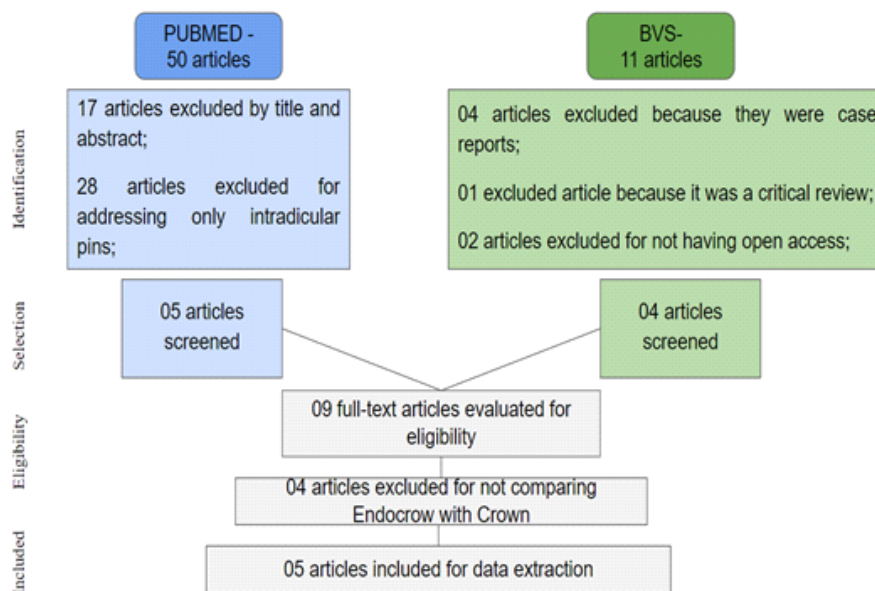 PUBMED -
50 articles
BVS-
11 articles
Identification
17 articles excluded by title and
abstract;
28 articles excluded for
addressing only intradicular
pins;
04 articles excluded because they were case
reports;
01 excluded article because it was a critical review;
02 articles excluded for not having open access;
Selection
05 articles
screened
04 articles
screened
Eligibility
09 full-text articles evaluated for
eligibility
04 articles excluded for not comparing
Endocrow with Crown
Included
05 articles included for data extraction